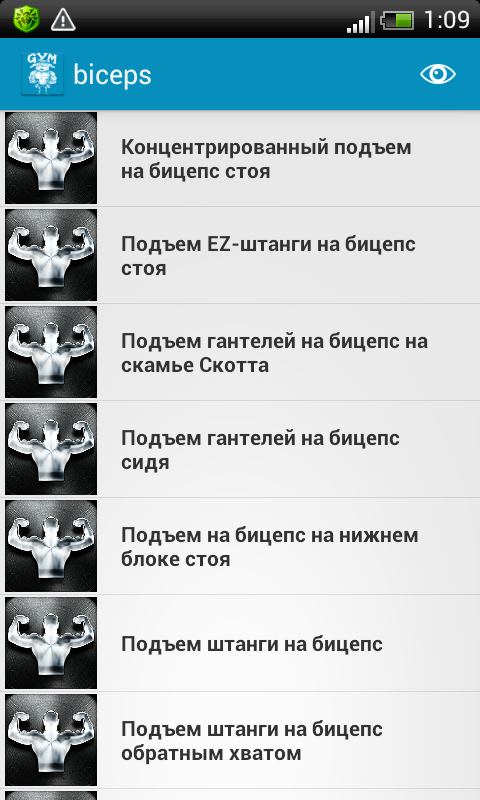 1:09
GYM
biceps
Концентрированный подъем
на бицепс стоя
Подъем EZ-штанги на бицепс
стоя
Подъем гантелей на бицепс на
скамье Скотта
Подъем гантелей на бицепс
сидя
Подъем на бицепс на нижнем
блоке стоя
Подъем штанги на бицепс
Подъем штанги на бицепс
обратным хватом